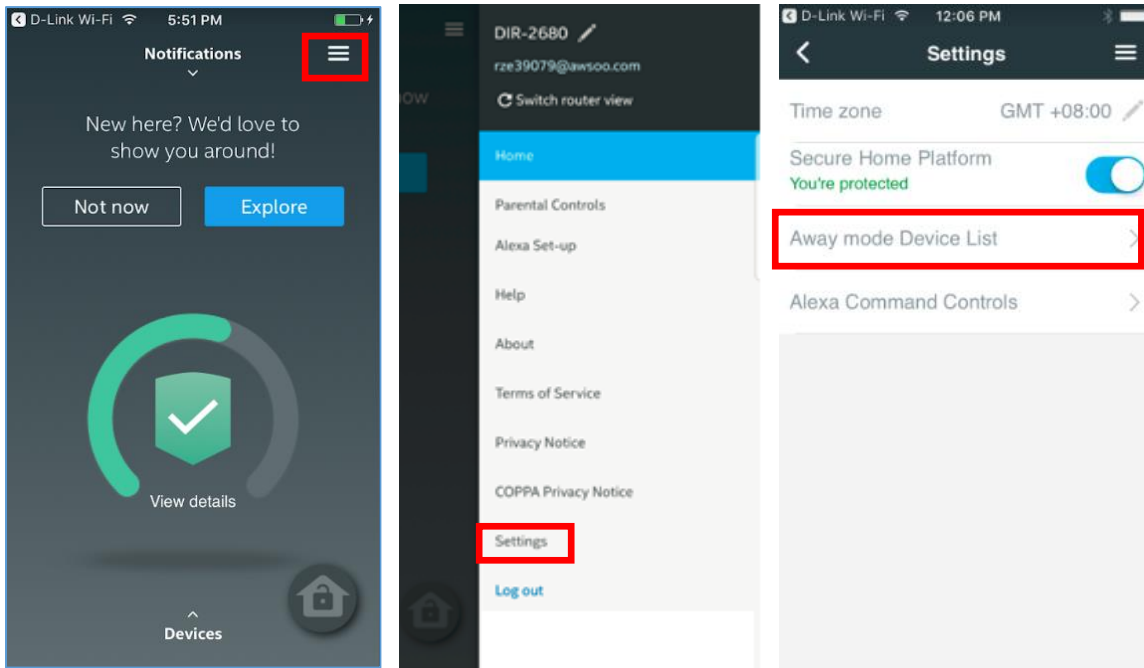 D-Link Wi-Fi 5:51 PM
Notifications
New here? We'd love to
show you around!
Not now
Explore
View details
Devices
DIR-2680
rze39079@awsoo.com
Switch router view
Home
Parental Controls
Alexa Set-up
Help
About
Terms of Service
Privacy Notice
COPPA Privacy Notice
Settings
Log out
D-Link Wi-Fi 12:06 PM
Settings
Time zone GMT +08:00
Secure Home Platform
You're protected
Away mode Device List
Alexa Command Controls